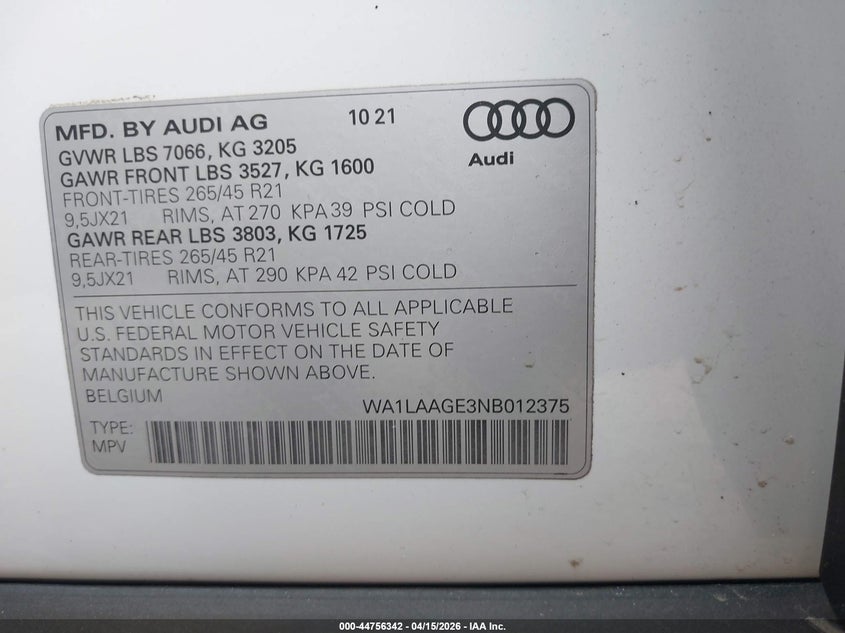 MFD. BY AUDI AG 10 21
Audi
GVWR LBS 7066, KG 3205
GAWR FRONT LBS 3527, KG 1600
FRONT-TIRES 265/45 R21
9,5JX21 RIMS, AT 270 KPA 39 PSI COLD
GAWR REAR LBS 3803, KG 1725
REAR-TIRES 265/45 R21
9,5JX21 RIMS, AT 290 KPA 42 PSI COLD
THIS VEHICLE CONFORMS TO ALL APPLICABLE
U.S. FEDERAL MOTOR VEHICLE SAFETY
STANDARDS IN EFFECT ON THE DATE OF
MANUFACTURE SHOWN ABOVE.
BELGIUM
WA1LAAGE3NB012375
TYPE:
MPV
000-44756342 - 04/15/2026 - IAA Inc.